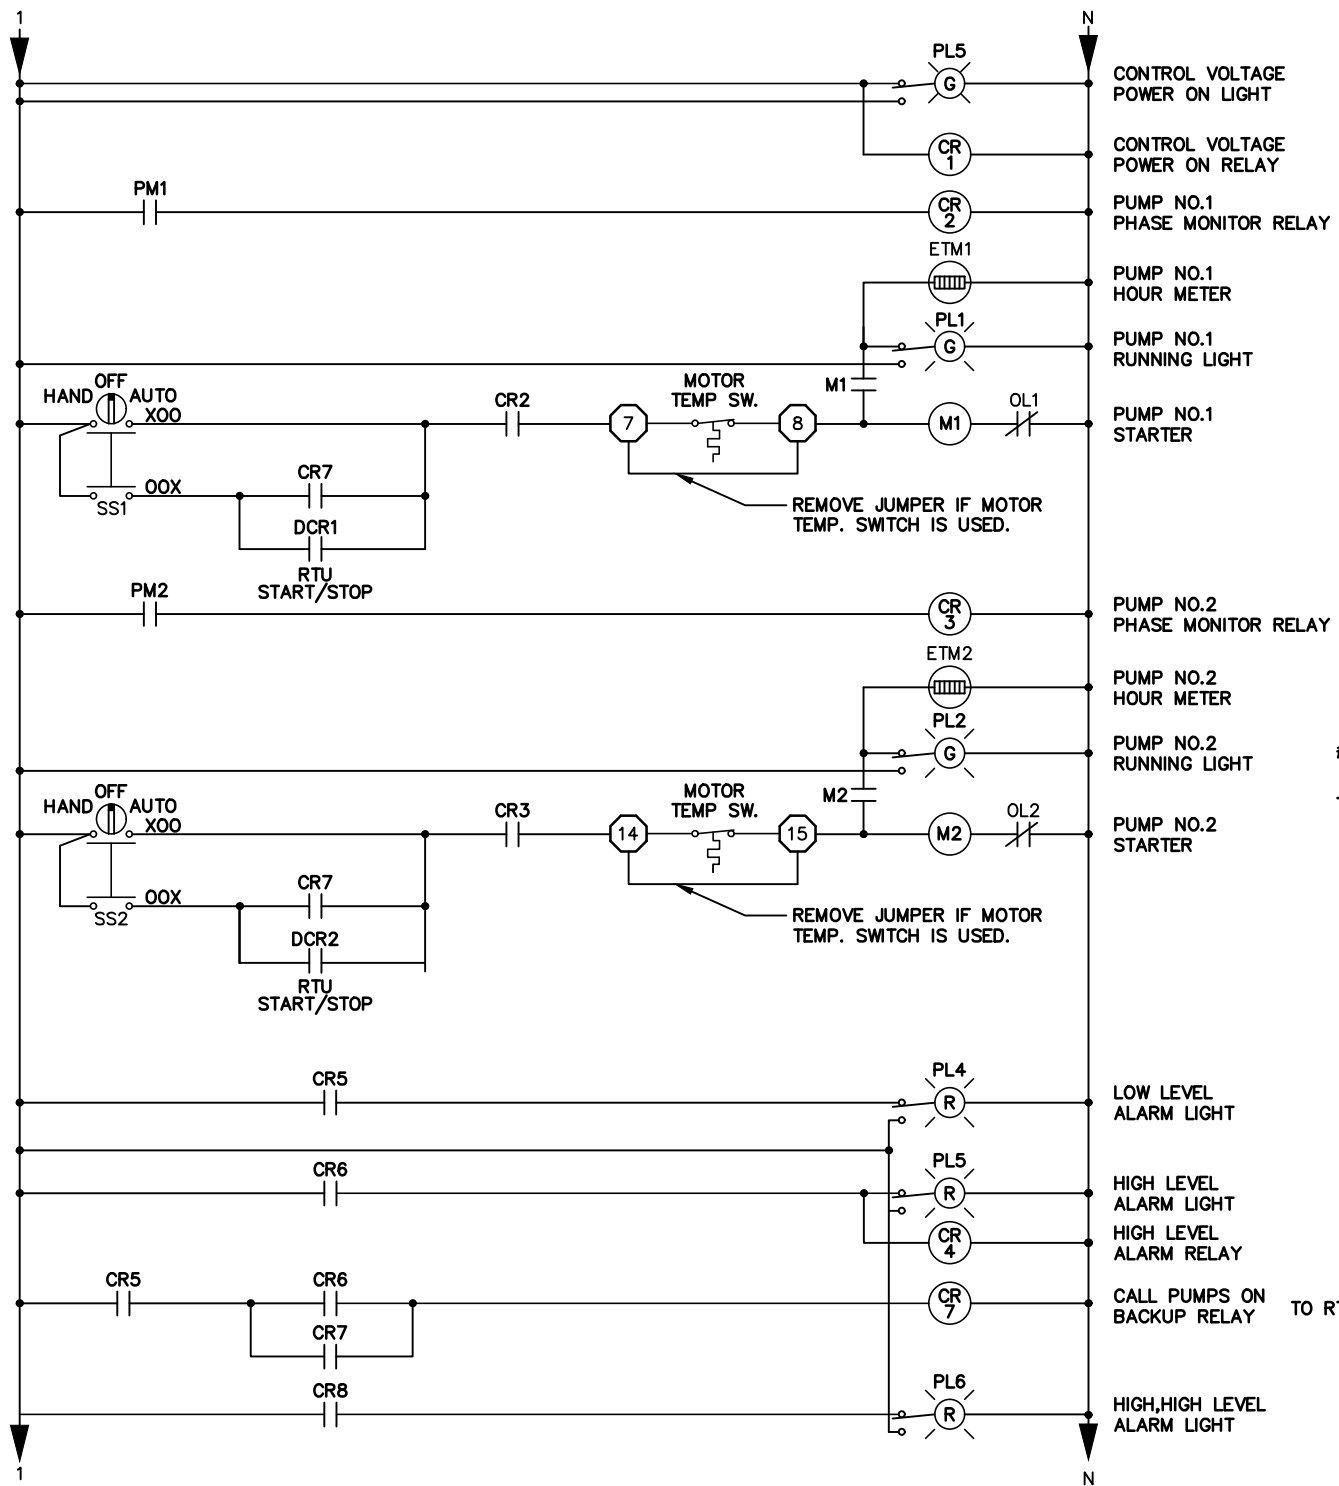 1
N
PL5
G
CONTROL VOLTAGE
POWER ON LIGHT
CR
1
CONTROL VOLTAGE
POWER ON RELAY
PM1
CR
2
PUMP NO.1
PHASE MONITOR RELAY
ETM1
PUMP NO.1
HOUR METER
PL1
G
PUMP NO.1
RUNNING LIGHT
OFF
HAND
AUTO
XOO
CR2
MOTOR
TEMP SW.
7
8
M1
M1
OL1
PUMP NO.1
STARTER
OOX
SS1
CR7
DCR1
RTU
START/STOP
REMOVE JUMPER IF MOTOR
TEMP. SWITCH IS USED.
PM2
CR
3
PUMP NO.2
PHASE MONITOR RELAY
ETM2
PUMP NO.2
HOUR METER
PL2
G
PUMP NO.2
RUNNING LIGHT
OFF
HAND
AUTO
XOO
CR3
MOTOR
TEMP SW.
14
15
M2
M2
OL2
PUMP NO.2
STARTER
OOX
SS2
CR7
DCR2
RTU
START/STOP
REMOVE JUMPER IF MOTOR
TEMP. SWITCH IS USED.
CR5
PL4
R
LOW LEVEL
ALARM LIGHT
CR6
PL5
R
HIGH LEVEL
ALARM LIGHT
CR
4
HIGH LEVEL
ALARM RELAY
CR5
CR6
CR7
CR
7
CALL PUMPS ON
BACKUP RELAY
TO
CR8
PL6
R
HIGH,HIGH LEVEL
ALARM LIGHT
1
N